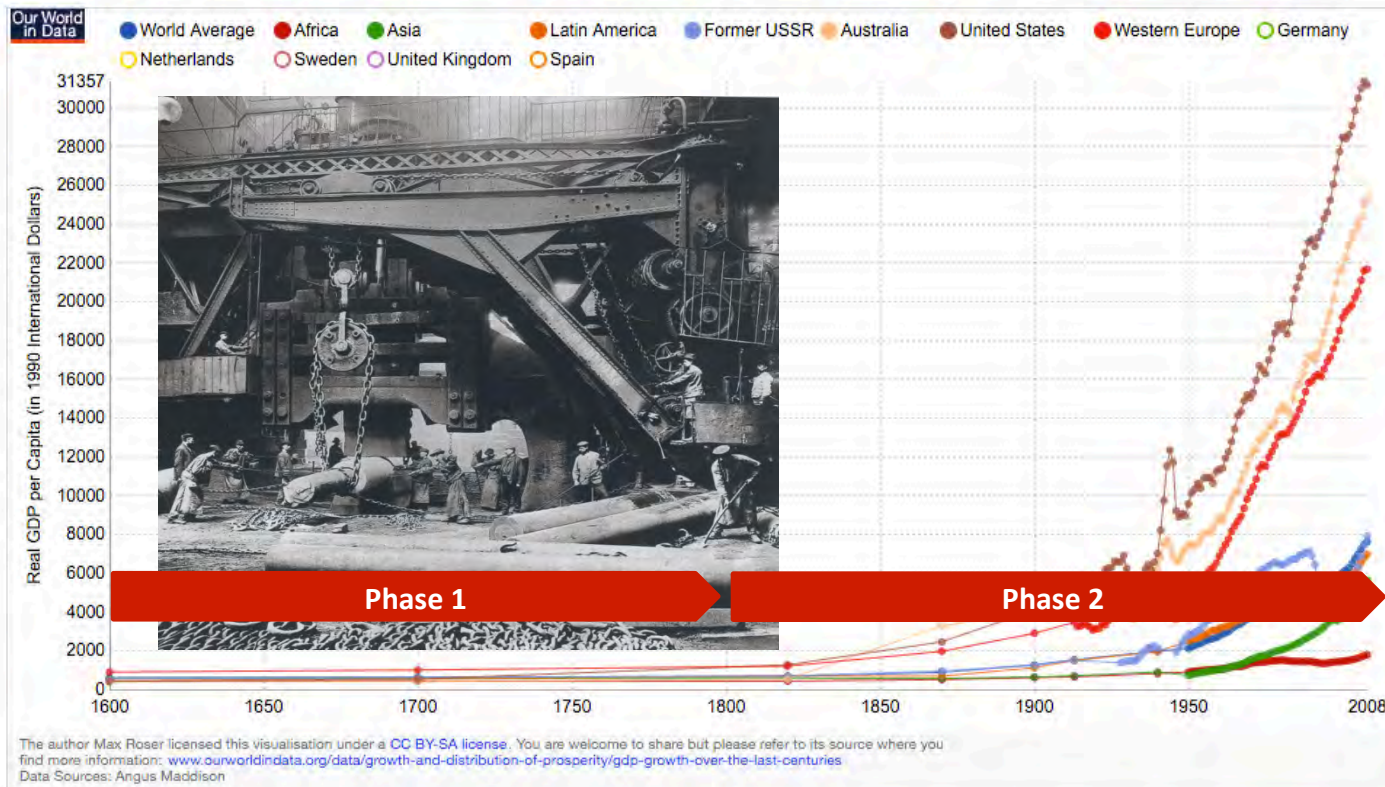 Our World
in Data
World Average Africa Asia Latin America Former USSR Australia United States Western Europe Germany
Netherlands Sweden United Kingdom Spain
31357
30000
28000
26000
24000
22000
20000
18000
16000
14000
12000
10000
8000
6000
4000
2000
0
Real GDP per Capita (in 1990 International Dollars)
Phase 1 Phase 2
1600 1650 1700 1750 1800 1850 1900 1950 2008
The author Max Roser licensed this visualisation under a CC BY-SA license. You are welcome to share but please refer to its source where you
find more information: www.ourworldindata.org/data/growth-and-distribution-of-prosperity/gdp-growth-over-the-last-centuries
Data Sources: Angus Maddison